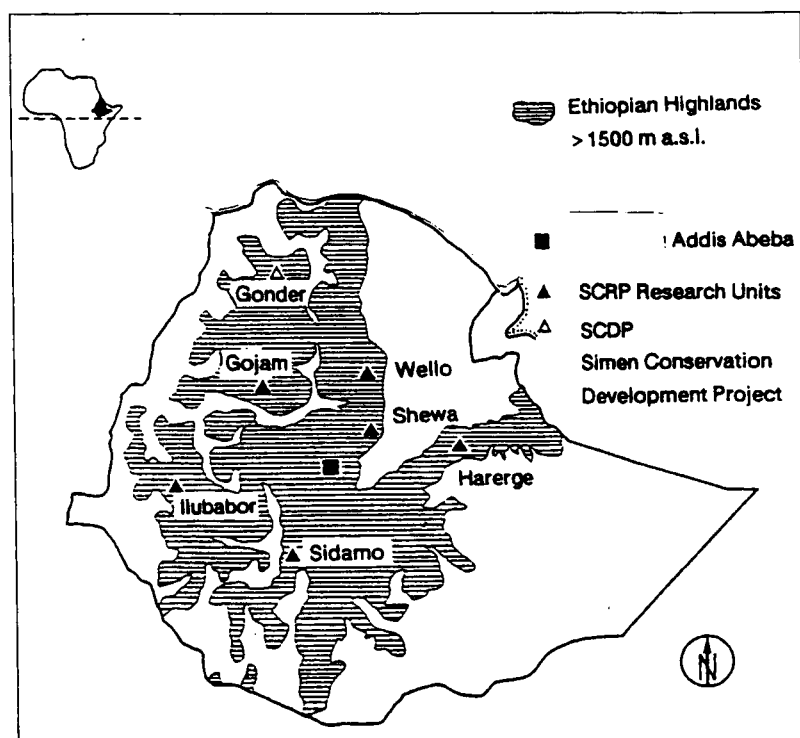 Ethiopian Highlands
> 1500 m a.s.l.
Addis Abeba
SCRP Research Units
SCDP
Simen Conservation
Development Project
Gonder
Gojam
Wello
Shewa
Harerge
Ilubabor
Sidamo
N